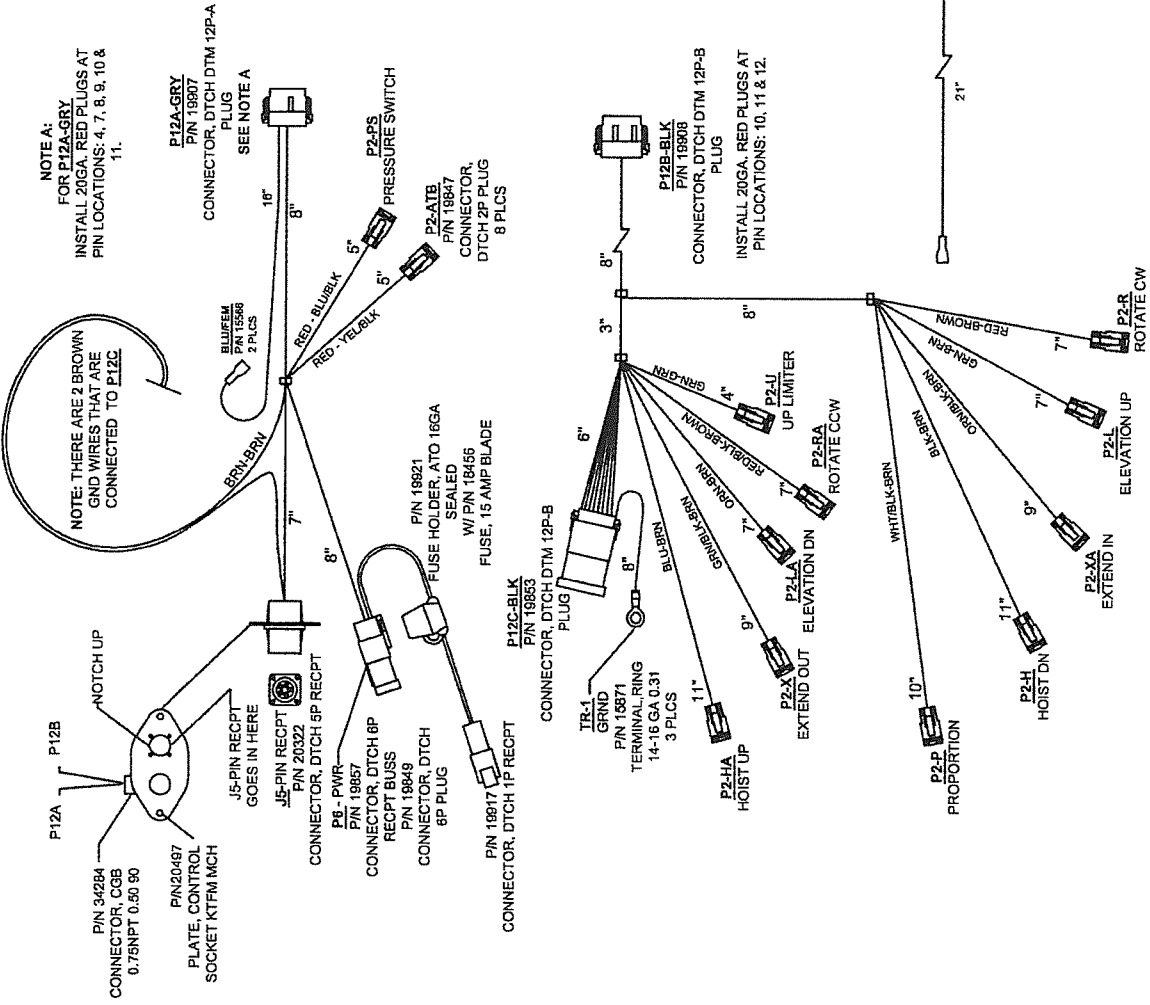 NOTE A:
FOR P12A-GRY
INSTALL 20GA. RED PLUGS AT
PIN LOCATIONS: 4, 7, 8, 9, 10 &
11.
P12A-GRY
P/N 19907
CONNECTOR, DTCH DTM 12P-A
PLUG
SEE NOTE A
16"
8"
P2-PS
PRESSURE SWITCH
5"
RED - BLU/BLK
P2-ATB
P/N 19847
CONNECTOR,
DTCH 2P PLUG
8 PLCS
5"
RED - YEL/BLK
BLU/FEM
P/N 15586
2 PLCS
NOTE: THERE ARE 2 BROWN
GND WIRES THAT ARE
CONNECTED TO P12C
BRN-BRN
7"
8"
P/N 19921
FUSE HOLDER, ATO 16GA
SEALED
W/ P/N 18456
FUSE, 15 AMP BLADE
P12A
P12B
NOTCH UP
P/N 34284
CONNECTOR, CGB
0.75NPT 0.50 90
P/N20497
PLATE, CONTROL
SOCKET KTFM MCH
J5-PIN RECPT
GOES IN HERE
J5-PIN RECPT
P/N 20322
CONNECTOR, DTCH 5P RECPT
P6 - PWR
P/N 19857
CONNECTOR, DTCH 6P
RECPT BUSS
P/N 19849
CONNECTOR, DTCH
6P PLUG
P/N 19917
CONNECTOR, DTCH 1P RECPT
P12B-BLK
P/N 19908
CONNECTOR, DTCH DTM 12P-B
PLUG
INSTALL 20GA. RED PLUGS AT
PIN LOCATIONS: 10, 11 & 12.
8"
3"
8"
6"
P12C-BLK
P/N 19853
CONNECTOR, DTCH DTM 12P-B
PLUG
8"
TR-1
GRND
P/N 15871
TERMINAL,RING
14-16 GA 0.31
3 PLCS
GRN-GRN
4"
P2-U
UP LIMITER
RED/BLK-BROWN
7"
P2-RA
ROTATE CCW
ORN-BRN
7"
P2-LA
ELEVATION DN
GRN/BLK-BRN
9"
P2-X
EXTEND OUT
BLU-BRN
11"
P2-HA
HOIST UP
RED-BROWN
7"
P2-R
ROTATE CW
GRN-BRN
7"
P2-L
ELEVATION UP
ORN/BLK-BRN
9"
P2-XA
EXTEND IN
BLK-BRN
11"
P2-H
HOIST DN
WHT/BLK-BRN
10"
P2-P
PROPORTION
21"